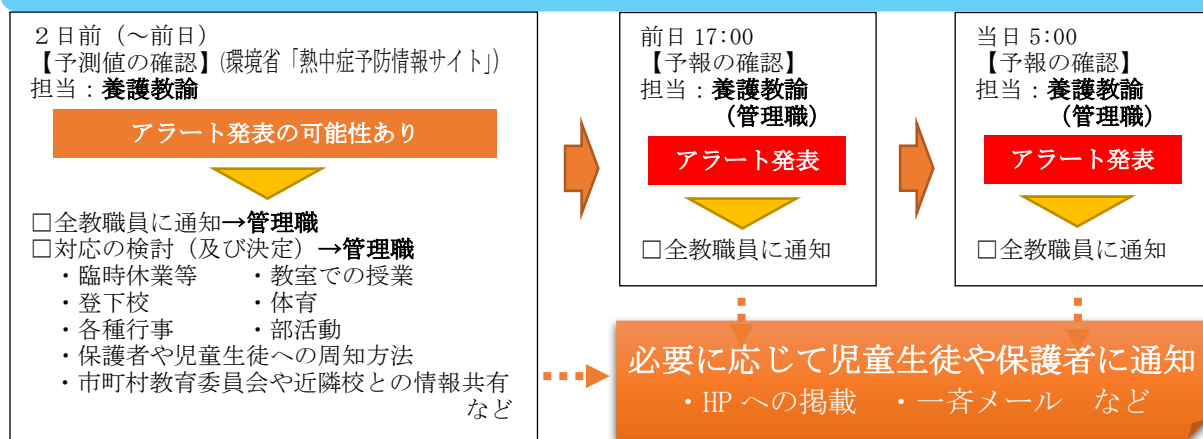 ２日前（～前日）
【予測値の確認】(環境省「熱中症予防情報サイト」)
担当：養護教諭
アラート発表の可能性あり
□全教職員に通知→管理職
□対応の検討（及び決定）→管理職
・臨時休業等　・教室での授業
・登下校　・体育
・各種行事　・部活動
・保護者や児童生徒への周知方法
・市町村教育委員会や近隣校との情報共有
など
前日 17:00
【予報の確認】
担当：養護教諭
（管理職）
アラート発表
□全教職員に通知
当日 5:00
【予報の確認】
担当：養護教諭
（管理職）
アラート発表
□全教職員に通知
必要に応じて児童生徒や保護者に通知
・HP への掲載　・一斉メール　など